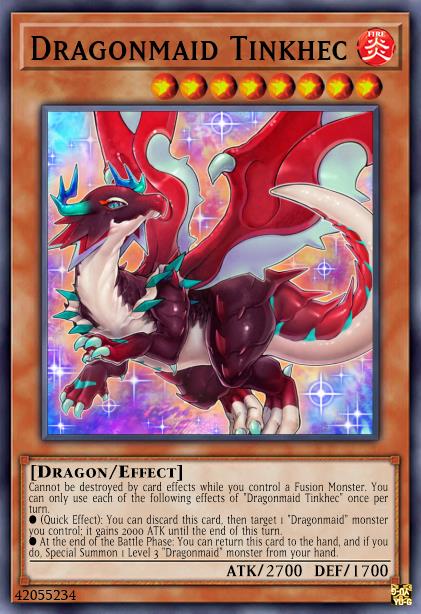 DRAGONMAID TINKHEC
FIRE
炎
[DRAGON/EFFECT]
Cannot be destroyed by card effects while you control a Fusion Monster. You
can only use each of the following effects of "Dragonmaid Tinkhec" once per
turn.
● (Quick Effect): You can discard this card, then target 1 "Dragonmaid" monster
you control; it gains 2000 ATK until the end of this turn.
● At the end of the Battle Phase: You can return this card to the hand, and if you
do, Special Summon 1 Level 3 "Dragonmaid" monster from your hand.
ATK/2700 DEF/1700
42055234